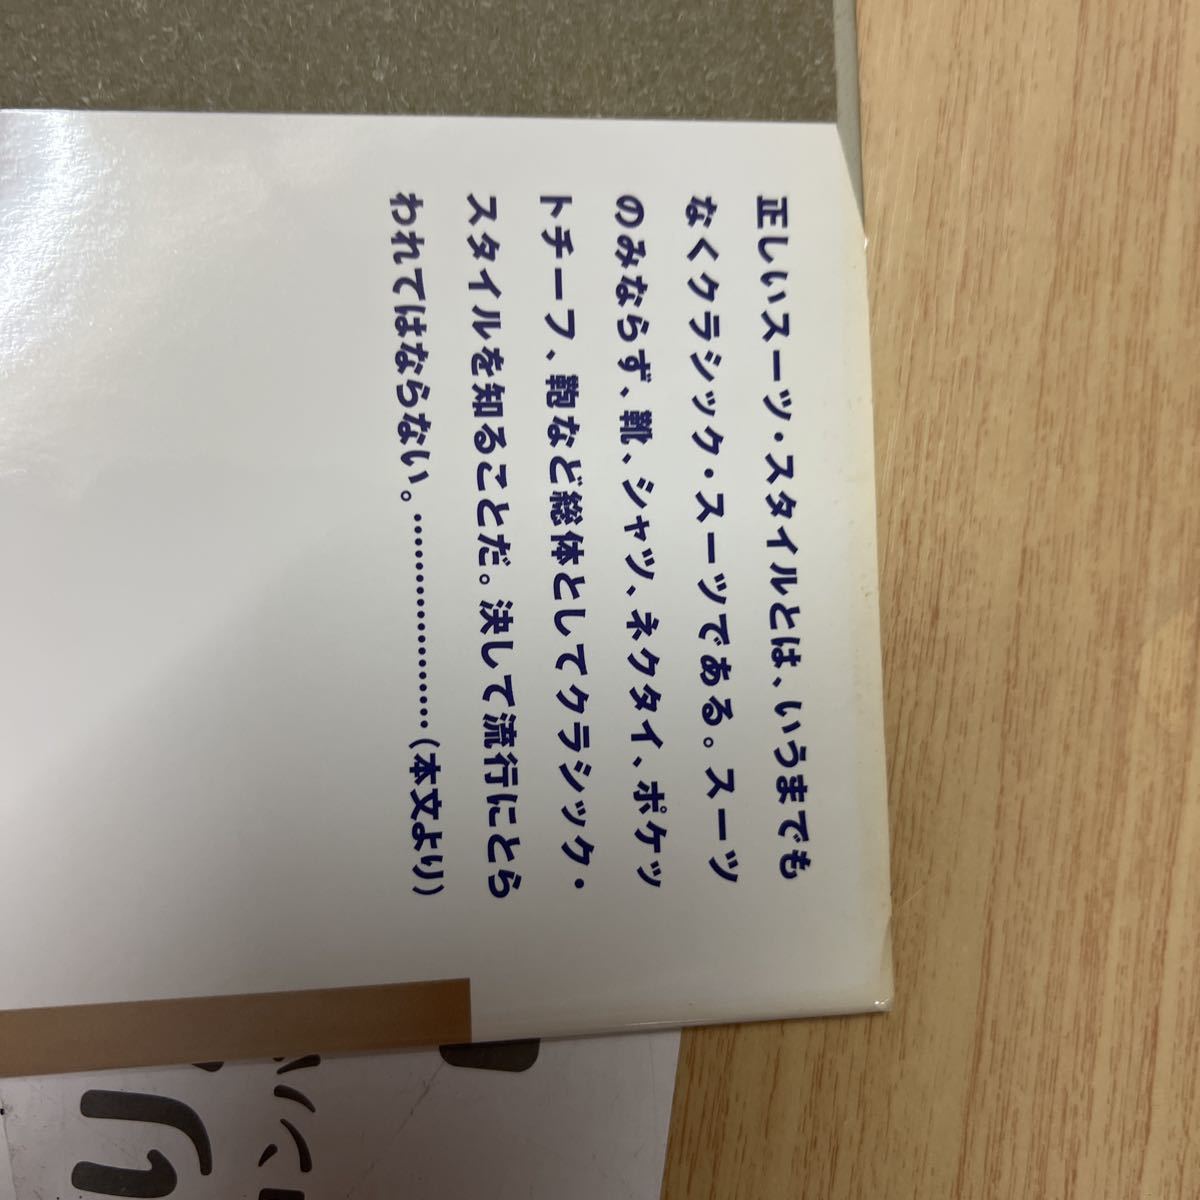 正しいスーツ・スタイルとは、いうまでも
なくクラシック・スーツである。スーツ
のみならず、靴、シャツ、ネクタイ、ポケッ
トチーフ、鞄など総体としてクラシック・
スタイルを知ることだ。決して流行にとら
われてはならない。………………(本文より)